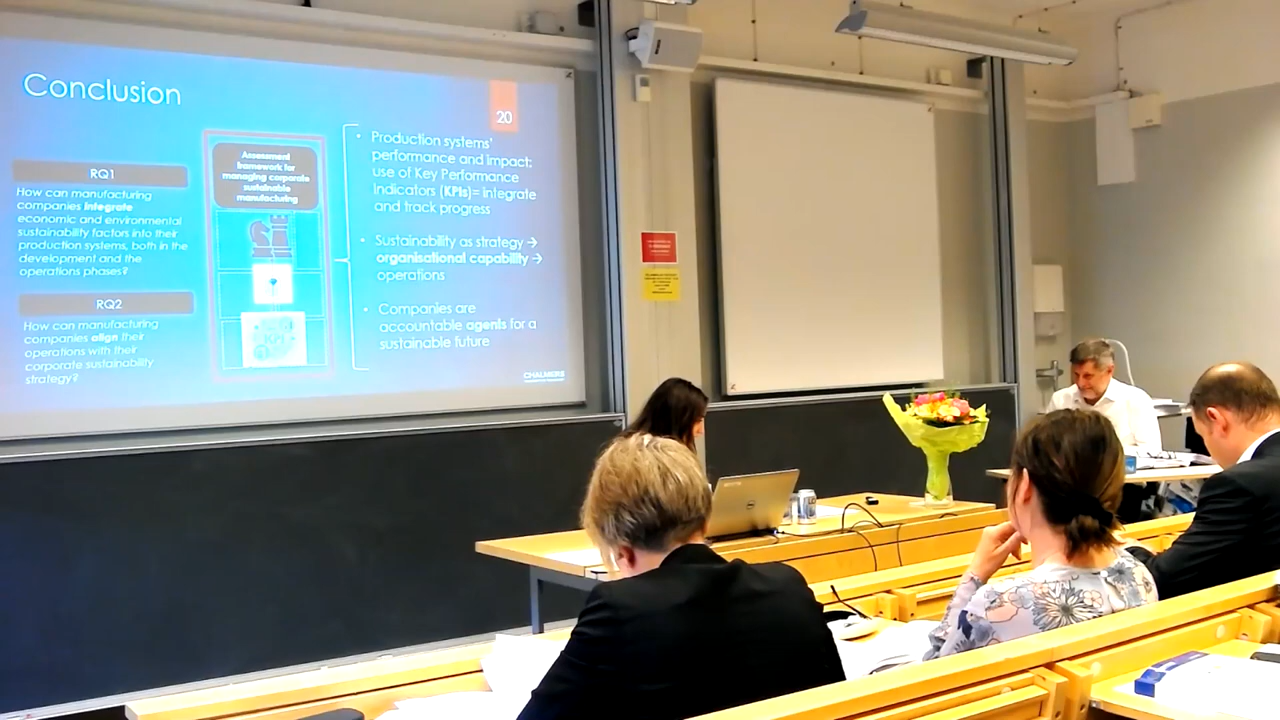 Conclusion
20
RQ1
How can manufacturing
companies integrate
economic and environmental
sustainability factors into their
production systems, both in the
development and the
operations phases?
RQ2
How can manufacturing
companies align their
operations with their
corporate sustainability
strategy?
Assessment
framework for
managing corporate
sustainable
manufacturing
KPI
• Production systems'
performance and impact:
use of Key Performance
Indicators (KPIs)= integrate
and track progress
• Sustainability as strategy →
organisational capability →
operations
• Companies are
accountable agents for a
sustainable future
CHALMERS
DELL